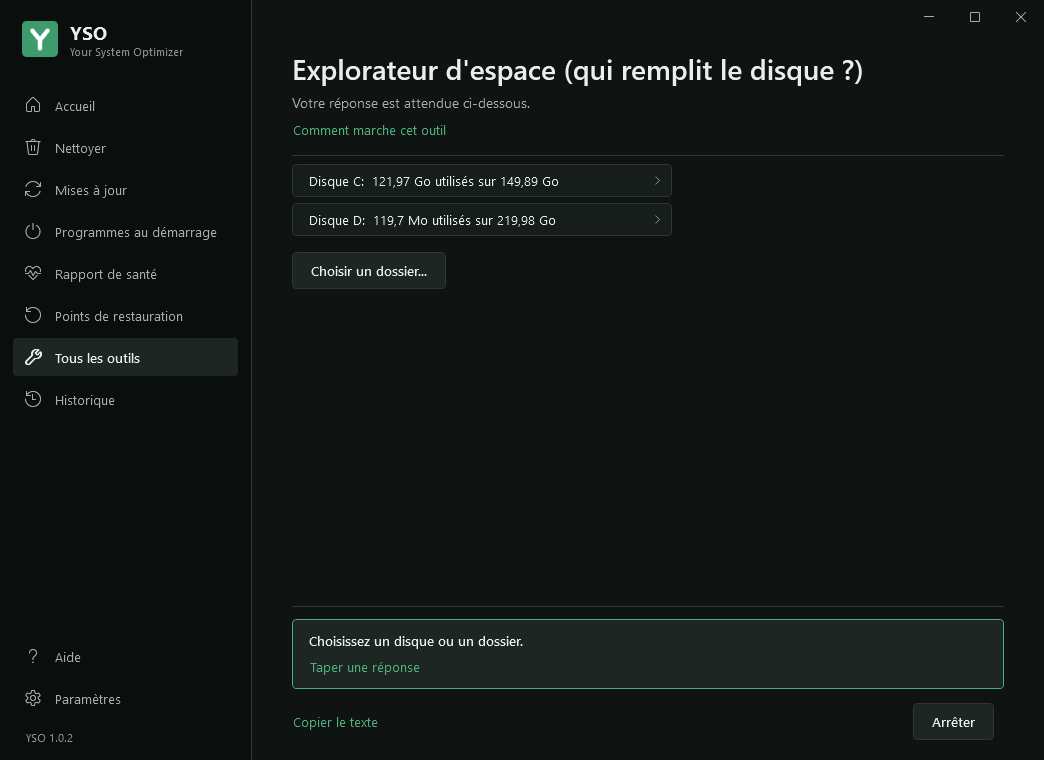 YSO
Your System Optimizer
Accueil
Nettoyer
Mises à jour
Programmes au démarrage
Rapport de santé
Points de restauration
Tous les outils
Historique
Aide
Paramètres
YSO 1.0.2
Explorateur d'espace (qui remplit le disque ?)
Votre réponse est attendue ci-dessous.
Comment marche cet outil
Disque C:  121,97 Go utilisés sur 149,89 Go
Disque D:  119,7 Mo utilisés sur 219,98 Go
Choisir un dossier...
Choisissez un disque ou un dossier.
Taper une réponse
Copier le texte
Arrêter